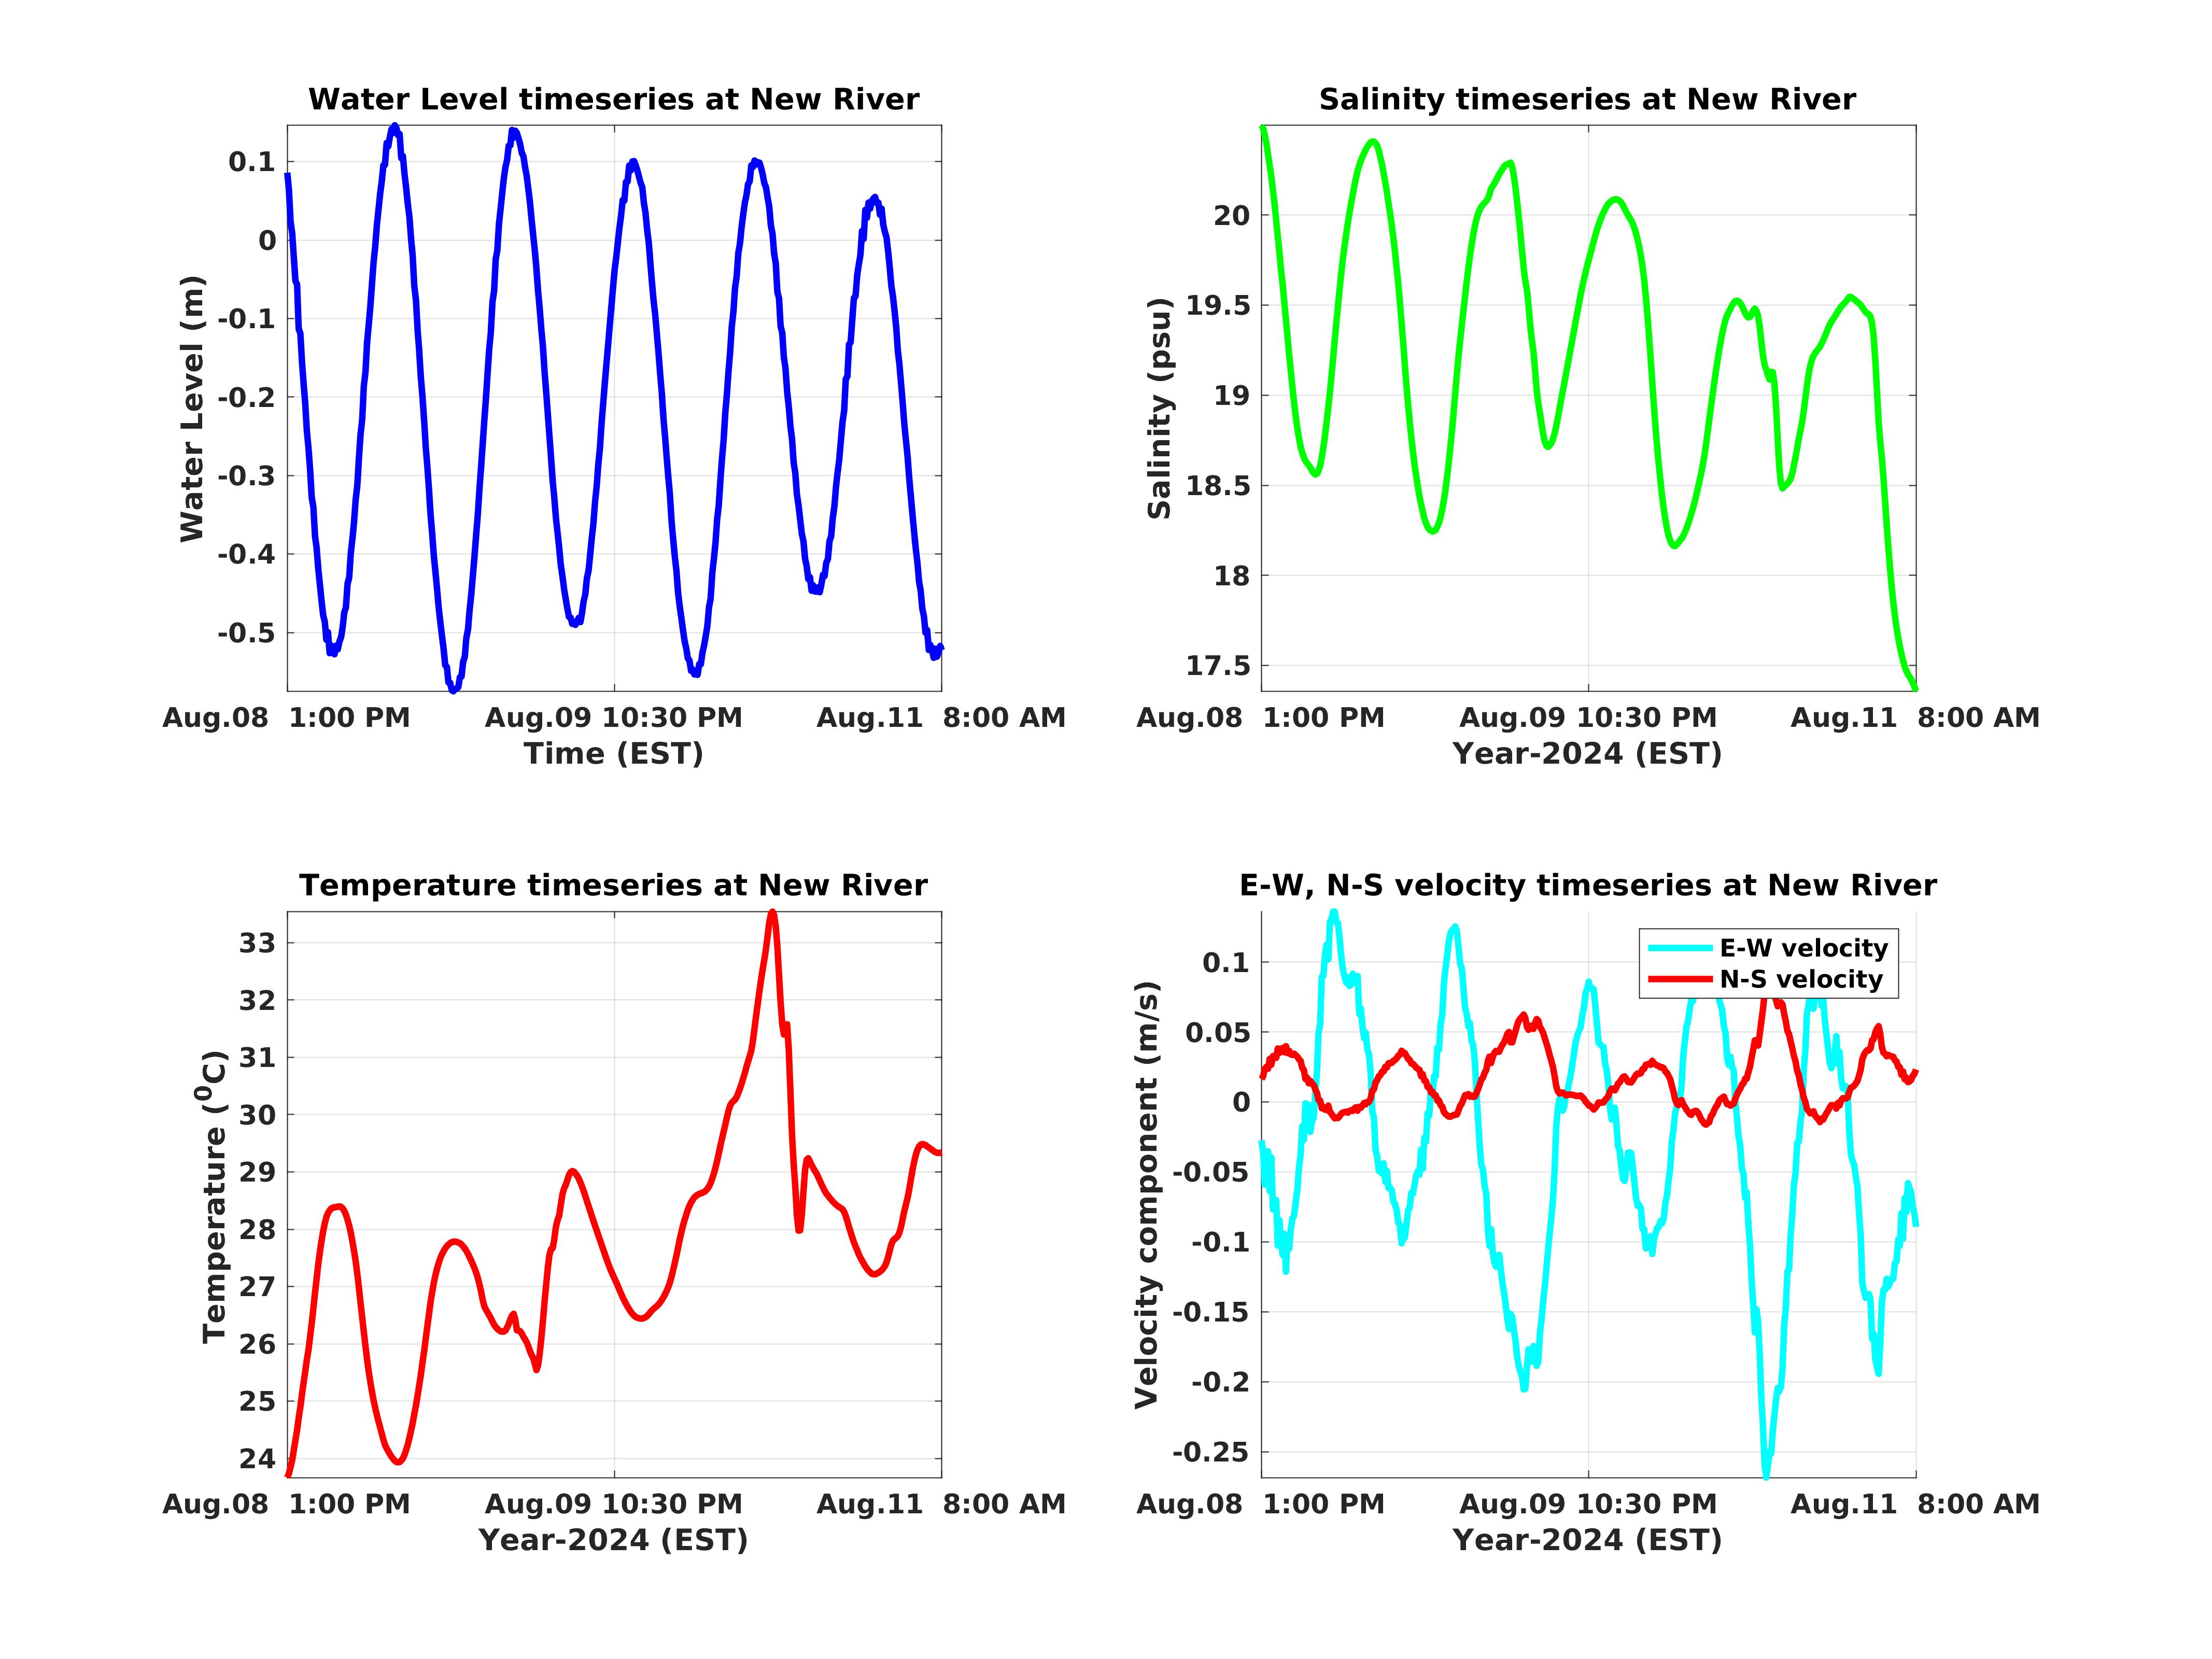 Water Level timeseries at New River
Water Level (m)
0.1
0
-0.1
-0.2
-0.3
-0.4
-0.5
Aug.08 1:00 PM Aug.09 10:30 PM Aug.11 8:00 AM
Time (EST)
Salinity timeseries at New River
Salinity (psu)
20
19.5
19
18.5
18
17.5
Aug.08 1:00 PM Aug.09 10:30 PM Aug.11 8:00 AM
Year-2024 (EST)
Temperature timeseries at New River
Temperature (⁰C)
33
32
31
30
29
28
27
26
25
24
Aug.08 1:00 PM Aug.09 10:30 PM Aug.11 8:00 AM
Year-2024 (EST)
E-W, N-S velocity timeseries at New River
Velocity component (m/s)
0.1
0.05
0
-0.05
-0.1
-0.15
-0.2
-0.25
E-W velocity
N-S velocity
Aug.08 1:00 PM Aug.09 10:30 PM Aug.11 8:00 AM
Year-2024 (EST)